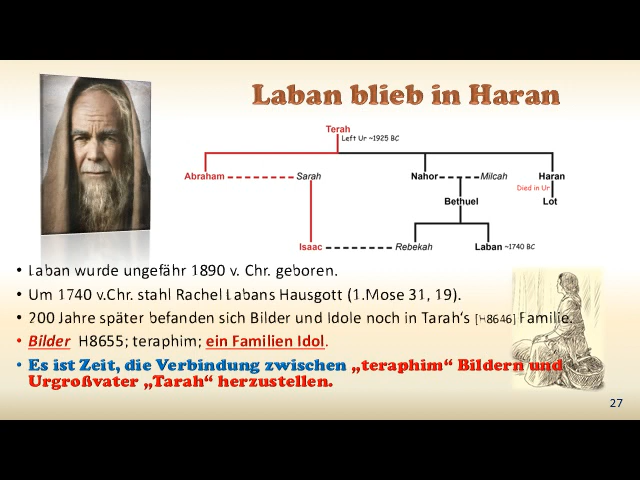 Laban blieb in Haran
Terah
Left Ur ~1925 BC
Abraham Sarah Nahor Milcah Haran
Died in Ur
Bethuel Lot
Isaac Rebekah Laban ~1740 BC
• Laban wurde ungefähr 1890 v. Chr. geboren.
• Um 1740 v.Chr. stahl Rachel Labans Hausgott (1.Mose 31, 19).
• 200 Jahre später befanden sich Bilder und Idole noch in Tarah‘s [H8646] Familie.
• Bilder H8655; teraphim; ein Familien Idol.
• Es ist Zeit, die Verbindung zwischen „teraphim“ Bildern und
Urgroßvater „Tarah“ herzustellen.
27